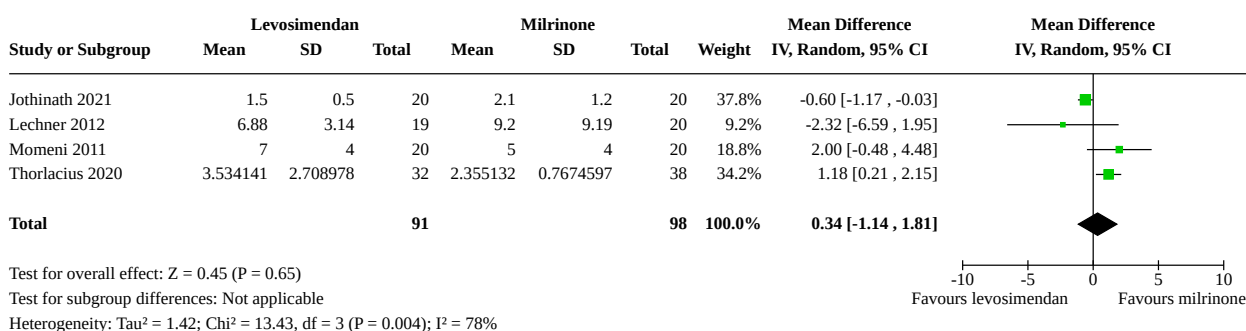 Levosimendan Milrinone Mean Difference Mean Difference
Study or Subgroup Mean SD Total Mean SD Total Weight IV, Random, 95% CI IV, Random, 95% CI
Jothinath 2021 1.5 0.5 20 2.1 1.2 20 37.8% -0.60 [-1.17 , -0.03]
Lechner 2012 6.88 3.14 19 9.2 9.19 20 9.2% -2.32 [-6.59 , 1.95]
Momeni 2011 7 4 20 5 4 20 18.8% 2.00 [-0.48 , 4.48]
Thorlacius 2020 3.534141 2.708978 32 2.355132 0.7674597 38 34.2% 1.18 [0.21 , 2.15]
Total 91 98 100.0% 0.34 [-1.14 , 1.81]
Test for overall effect: Z = 0.45 (P = 0.65) -10 -5 0 5 10
Test for subgroup differences: Not applicable Favours levosimendan Favours milrinone
Heterogeneity: Tau² = 1.42; Chi² = 13.43, df = 3 (P = 0.004); I² = 78%